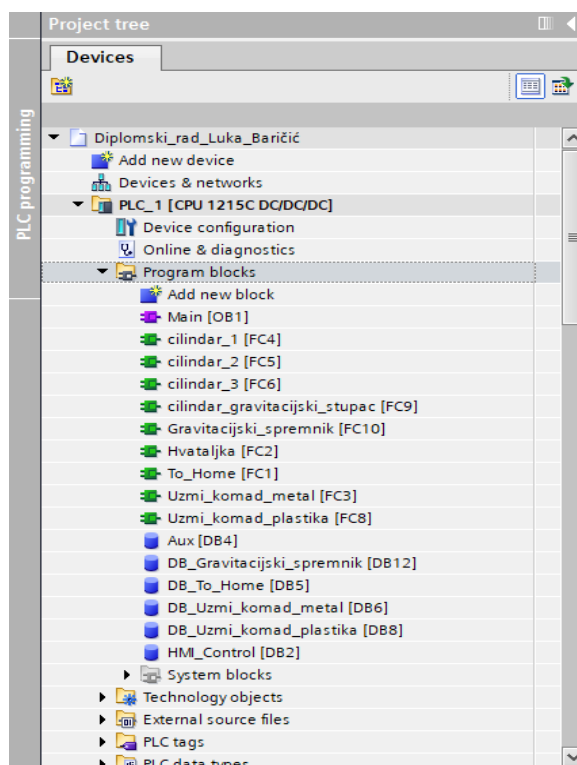 Project tree
Devices
PLC programming
Diplomski_rad_Luka_Baričić
Add new device
Devices & networks
PLC_1 [CPU 1215C DC/DC/DC]
Device configuration
Online & diagnostics
Program blocks
Add new block
Main [OB1]
cilindar_1 [FC4]
cilindar_2 [FC5]
cilindar_3 [FC6]
cilindar_gravitacijski_stupac [FC9]
Gravitacijski_spremnik [FC10]
Hvataljka [FC2]
To_Home [FC1]
Uzmi_komad_metal [FC3]
Uzmi_komad_plastika [FC8]
Aux [DB4]
DB_Gravitacijski_spremnik [DB12]
DB_To_Home [DB5]
DB_Uzmi_komad_metal [DB6]
DB_Uzmi_komad_plastika [DB8]
HMI_Control [DB2]
System blocks
Technology objects
External source files
PLC tags
PLC data types